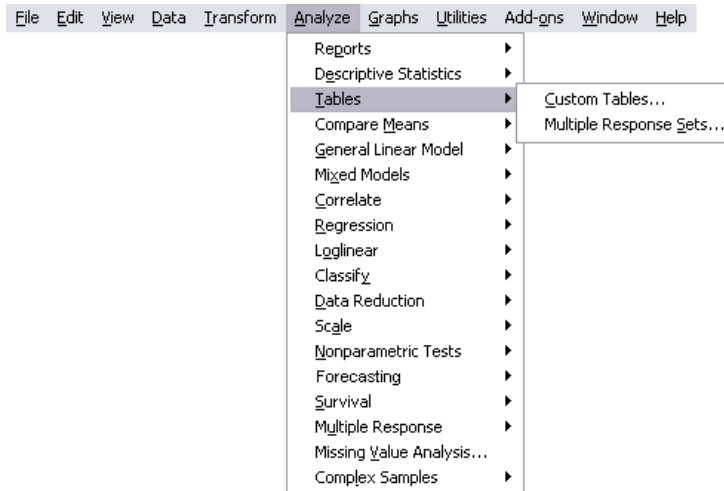 File Edit View Data Transform Analyze Graphs Utilities Add-ons Window Help
Reports
Descriptive Statistics
Tables
Custom Tables...
Multiple Response Sets...
Compare Means
General Linear Model
Mixed Models
Correlate
Regression
Loglinear
Classify
Data Reduction
Scale
Nonparametric Tests
Forecasting
Survival
Multiple Response
Missing Value Analysis...
Complex Samples